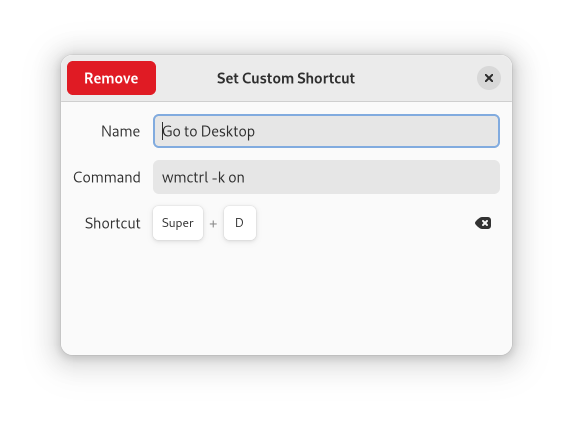 Remove
Set Custom Shortcut
Name
Go to Desktop
Command
wmctrl -k on
Shortcut
Super + D